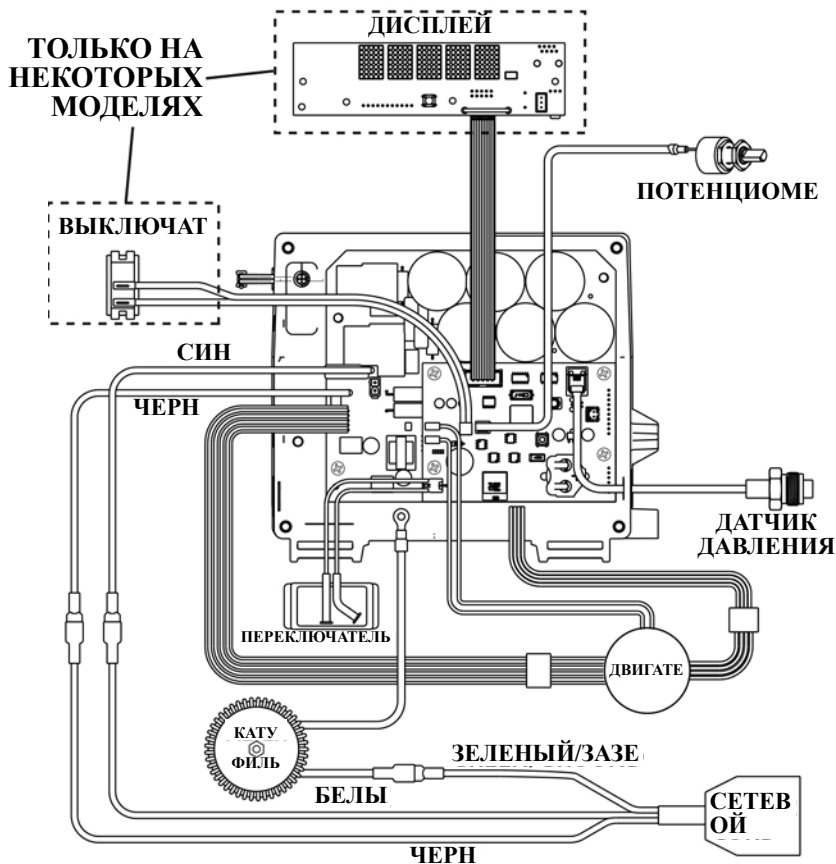 ДИСПЛЕЙ
ТОЛЬКО НА
НЕКОТОРЫХ
МОДЕЛЯХ
ПОТЕНЦИОМЕ
ВЫКЛЮЧАТ
СИН
ЧЕРН
ДАТЧИК
ДАВЛЕНИЯ
ПЕРЕКЛЮЧАТЕЛЬ
ДВИГАТЕ
КАТУ
ФИЛЬ
ЗЕЛЕНЫЙ/ЗАЗЕ
БЕЛЫ
СЕТЕВ
ОЙ
ЧЕРН